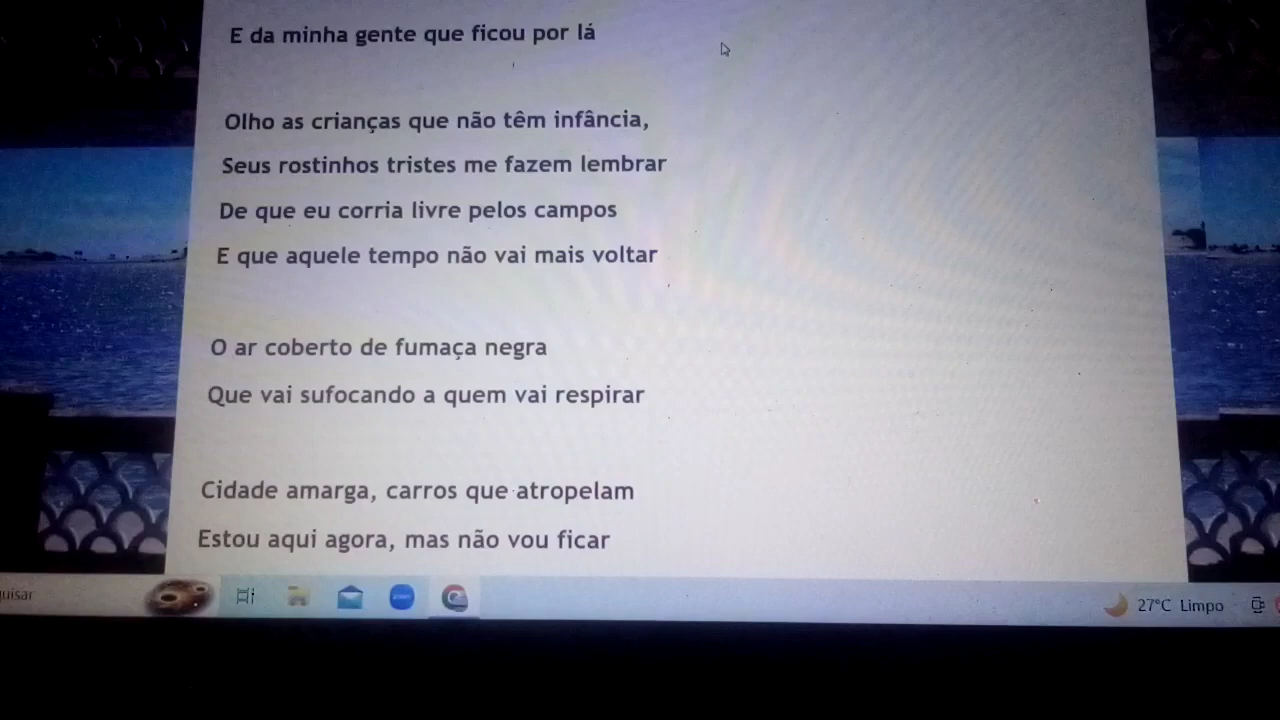 E da minha gente que ficou por lá
Olho as crianças que não têm infância,
Seus rostinhos tristes me fazem lembrar
De que eu corria livre pelos campos
E que aquele tempo não vai mais voltar
O ar coberto de fumaça negra
Que vai sufocando a quem vai respirar
Cidade amarga, carros que atropelam
Estou aqui agora, mas não vou ficar
quisar
27°C Limpo